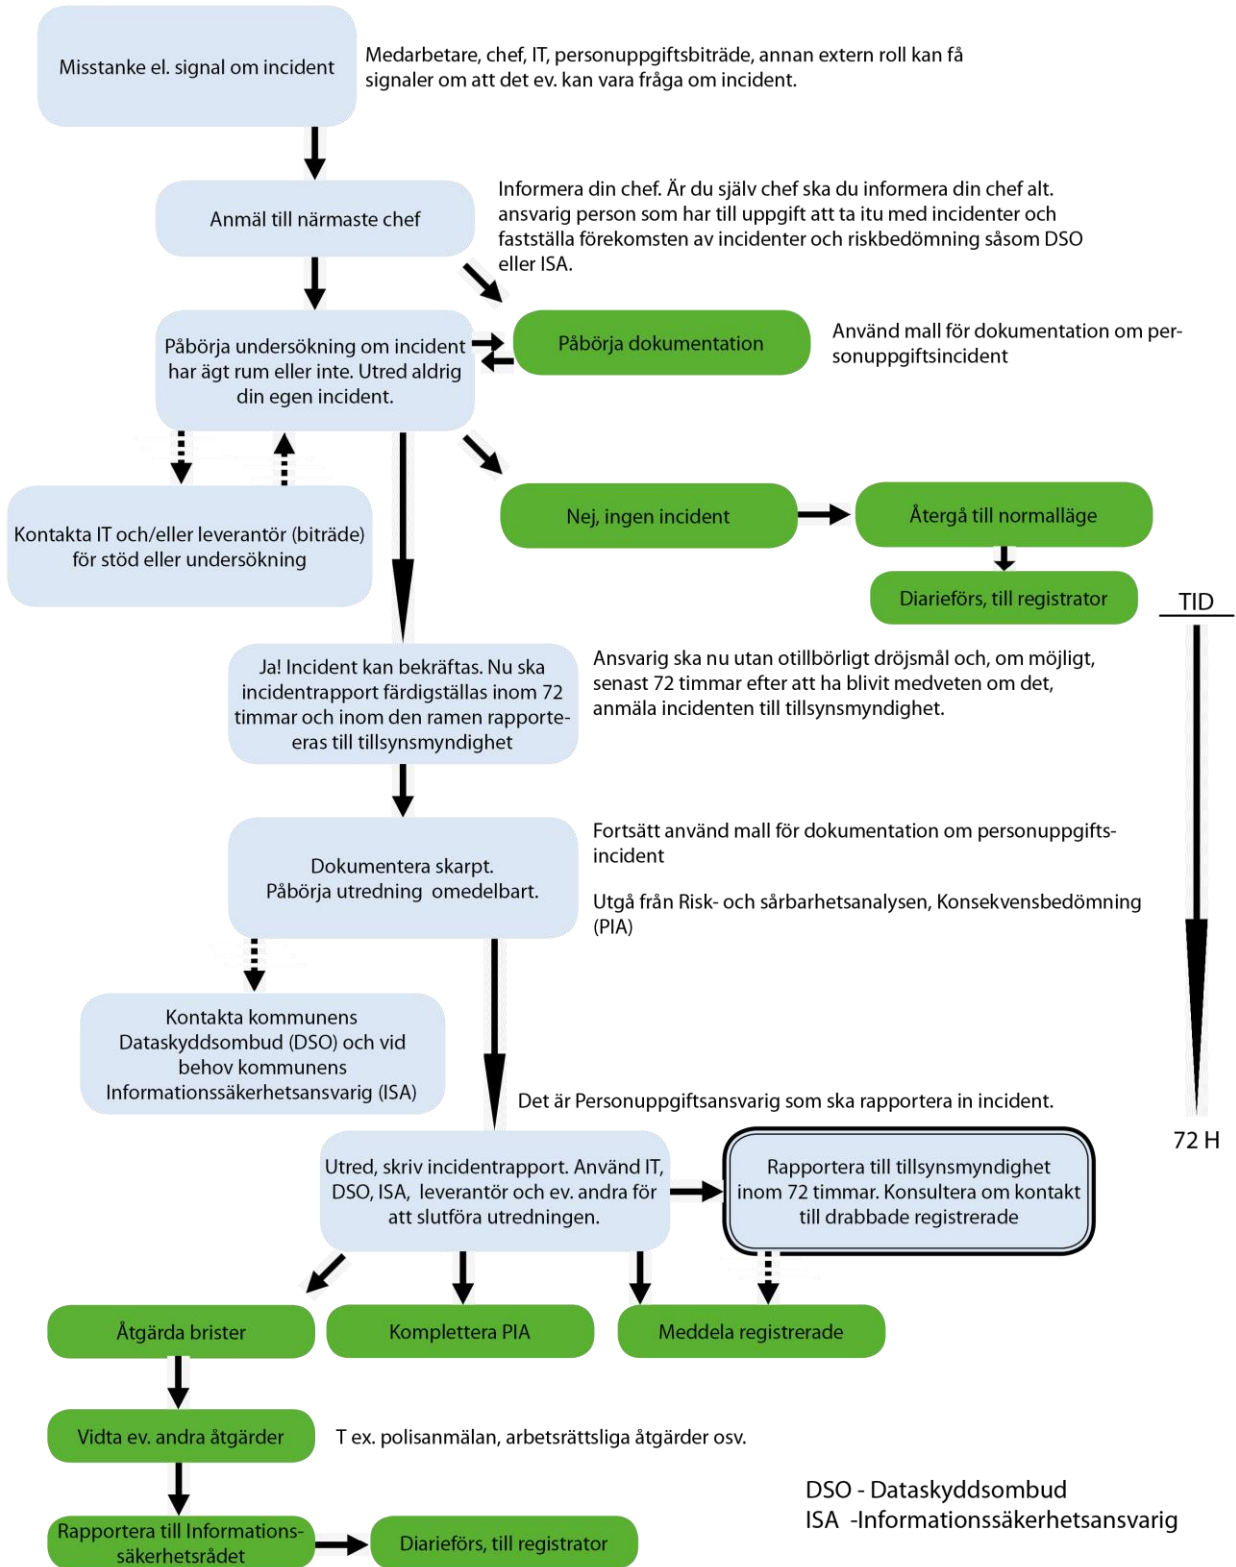 Misstanke el. signal om incident
Medarbetare, chef, IT, personuppgiftsbiträde, annan extern roll kan få
signaler om att det ev. kan vara fråga om incident.
Anmäl till närmaste chef
Informera din chef. Är du själv chef ska du informera din chef alt.
ansvarig person som har till uppgift att ta itu med incidenter och
fastställa förekomsten av incidenter och riskbedömning såsom DSO
eller ISA.
Påbörja undersökning om incident
har ägt rum eller inte. Utred aldrig
din egen incident.
Påbörja dokumentation
Använd mall för dokumentation om per-
sonuppgiftsincident
Kontakta IT och/eller leverantör (biträde)
för stöd eller undersökning
Nej, ingen incident
Återgå till normalläge
Diarieförs, till registrator
TID
Ja! Incident kan bekräftas. Nu ska
incidentrapport färdigställas inom 72
timmar och inom den ramen rapporte-
eras till tillsynsmyndighet
Ansvarig ska nu utan otillbörligt dröjsmål och, om möjligt,
senast 72 timmar efter att ha blivit medveten om det,
anmäla incidenten till tillsynsmyndighet.
Dokumentera skarpt.
Påbörja utredning omedelbart.
Fortsätt använd mall för dokumentation om personuppgifts-
incident
Utgå från Risk- och sårbarhetsanalysen, Konsekvensbedömning
(PIA)
Kontakta kommunens
Dataskyddsombud (DSO) och vid
behov kommunens
Informationssäkerhetsansvarig (ISA)
Det är Personuppgiftsansvarig som ska rapportera in incident.
72 H
Utred, skriv incidentrapport. Använd IT,
DSO, ISA, leverantör och ev. andra för
att slutföra utredningen.
Rapportera till tillsynsmyndighet
inom 72 timmar. Konsultera om kontakt
till drabbade registrerade
Åtgärda brister
Komplettera PIA
Meddela registrerade
Vidta ev. andra åtgärder
T ex. polisanmälan, arbetsrättsliga åtgärder osv.
DSO - Dataskyddsombud
ISA -Informationssäkerhetsansvarig
Rapportera till Informations-
säkerhetsrådet
Diarieförs, till registrator